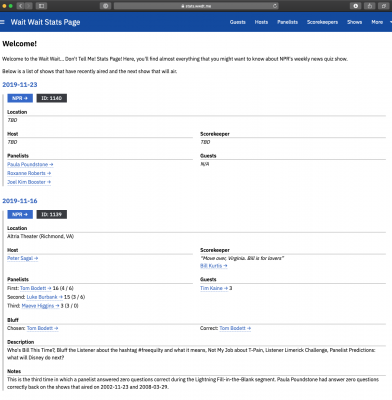 stats.wwdt.me
Wait Wait Stats Page
Guests Hosts Panelists Scorekeepers Shows More
Welcome!
Welcome to the Wait Wait... Don't Tell Me! Stats Page! Here, you'll find almost everything that you might want to know about NPR's weekly news quiz show.
Below is a list of shows that have recently aired and the next show that will air.
2019-11-23
NPR → ID: 1140
Location
TBD
Host Scorekeeper
TBD TBD
Panelists Guests
Paula Poundstone → N/A
Roxanne Roberts →
Joel Kim Booster →
2019-11-16
NPR → ID: 1139
Location
Altria Theater (Richmond, VA)
Host Scorekeeper
Peter Sagal → "Move over, Virginia. Bill is for lovers"
Bill Kurtis →
Panelists Guests
First: Tom Bodett → 16 (4 / 6) Tim Kaine → 3
Second: Luke Burbank → 15 (3 / 6)
Third: Maeve Higgins → 3 (3 / 0)
Bluff
Chosen: Tom Bodett → Correct: Tom Bodett →
Description
Who's Bill This Time?, Bluff the Listener about the hashtag #freequity and what it means, Not My Job about T-Pain, Listener Limerick Challenge, Panelist Predictions:
what will Disney do next?
Notes
This is the third time in which a panelist answered zero questions correct during the Lightning Fill-in-the-Blank segment. Paula Poundstone had answer zero questions
correctly back on the shows that aired on 2002-11-23 and 2008-03-29.